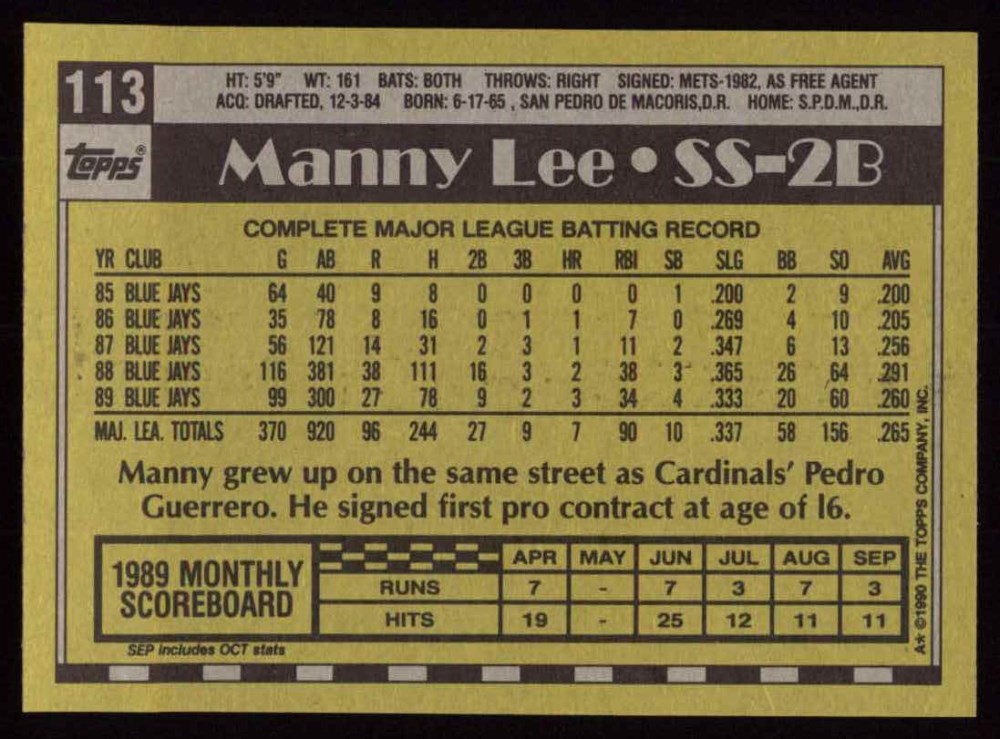 113
HT: 5'9" WT: 161 BATS: BOTH THROWS: RIGHT SIGNED: METS-1982, AS FREE AGENT
ACQ: DRAFTED, 12-3-84 BORN: 6-17-65 , SAN PEDRO DE MACORIS,D.R. HOME: S.P.D.M.,D.R.
TOPPS®
Manny Lee • SS-2B
COMPLETE MAJOR LEAGUE BATTING RECORD
YR CLUB G AB R H 2B 3B HR RBI SB SLG BB SO AVG
85 BLUE JAYS 64 40 9 8 0 0 0 0 1 .200 2 9 .200
86 BLUE JAYS 35 78 8 16 0 1 1 7 0 .269 4 10 .205
87 BLUE JAYS 56 121 14 31 2 3 1 11 2 .347 6 13 .256
88 BLUE JAYS 116 381 38 111 16 3 2 38 3 .365 26 64 .291
89 BLUE JAYS 99 300 27 78 9 2 3 34 4 .333 20 60 .260
MAJ. LEA. TOTALS 370 920 96 244 27 9 7 90 10 .337 58 156 .265
Manny grew up on the same street as Cardinals' Pedro
Guerrero. He signed first pro contract at age of 16.
1989 MONTHLY
SCOREBOARD
APR MAY JUN JUL AUG SEP
RUNS 7 - 7 3 7 3
HITS 19 - 25 12 11 11
SEP includes OCT stats
A* ©1990 THE TOPPS COMPANY, INC.